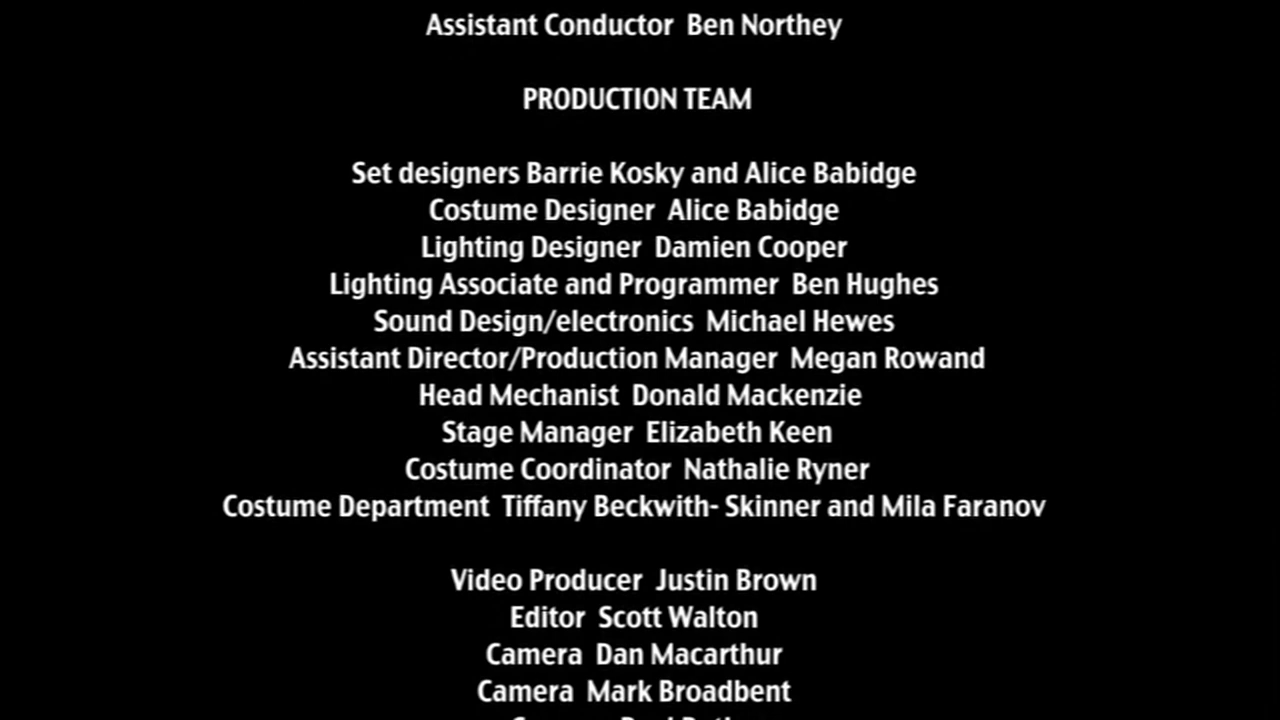 Assistant Conductor Ben Northey
PRODUCTION TEAM
Set designers Barrie Kosky and Alice Babidge
Costume Designer Alice Babidge
Lighting Designer Damien Cooper
Lighting Associate and Programmer Ben Hughes
Sound Design/electronics Michael Hewes
Assistant Director/Production Manager Megan Rowand
Head Mechanist Donald Mackenzie
Stage Manager Elizabeth Keen
Costume Coordinator Nathalie Ryner
Costume Department Tiffany Beckwith- Skinner and Mila Faranov
Video Producer Justin Brown
Editor Scott Walton
Camera Dan Macarthur
Camera Mark Broadbent